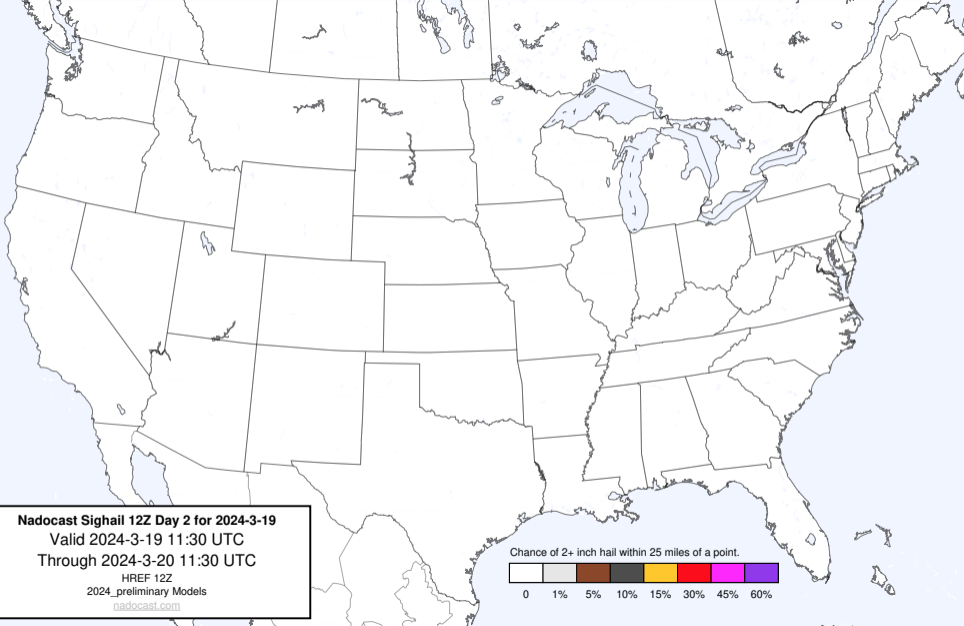 Nadocast Sighail 12Z Day 2 for 2024-3-19
Valid 2024-3-19 11:30 UTC
Through 2024-3-20 11:30 UTC
HREF 12Z
2024_preliminary Models
nadocast.com
Chance of 2+ inch hail within 25 miles of a point.
0 1% 5% 10% 15% 30% 45% 60%